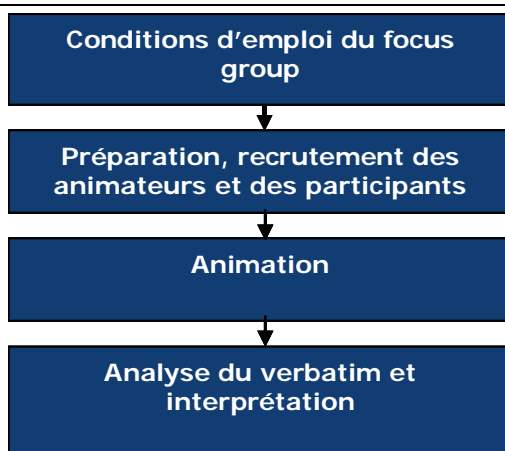 Conditions d’emploi du focus
group
Préparation, recrutement des
animateurs et des participants
Animation
Analyse du verbatim et
interprétation